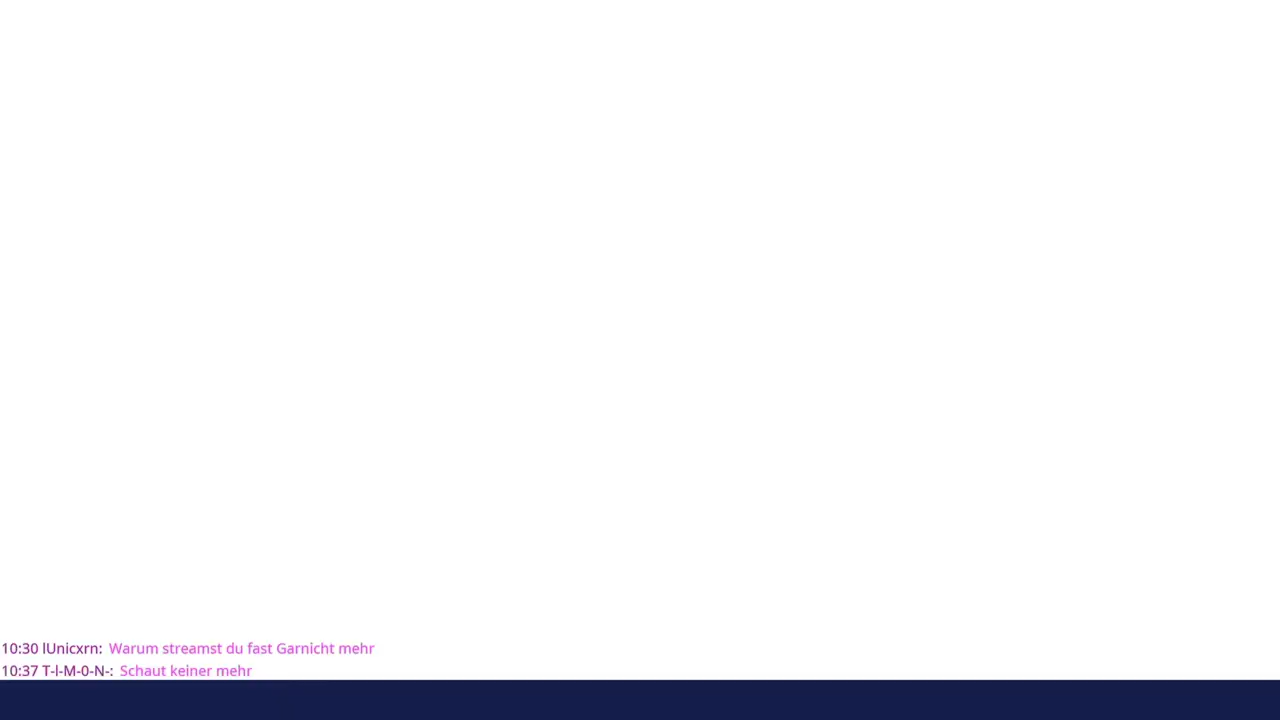 10:30 lUnicxrn: Warum streamst du fast Garnicht mehr
10:37 T-l-M-0-N-: Schaut keiner mehr